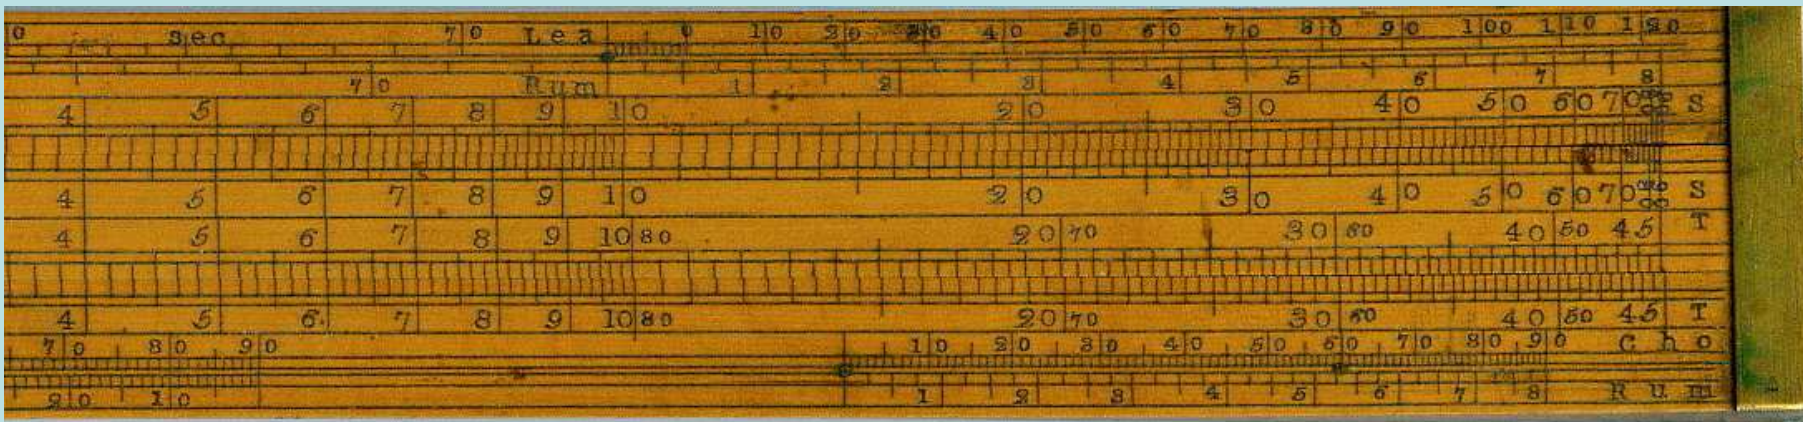 0 sec 70 Lea 0 10 20 30 40 50 60 70 80 90 100 110 120
70 Rum 1 2 3 4 5 6 7 8
4 5 6 7 8 9 10 20 30 40 50 60 70 S
4 5 6 7 8 9 10 20 30 40 50 60 70 S
4 5 6 7 8 9 10 80 20 70 30 60 40 50 45 T
4 5 6 7 8 9 10 80 20 70 30 60 40 50 45 T
70 80 90 10 20 30 40 50 60 70 80 90 Cho
20 10 1 2 3 4 5 6 7 8 Rum